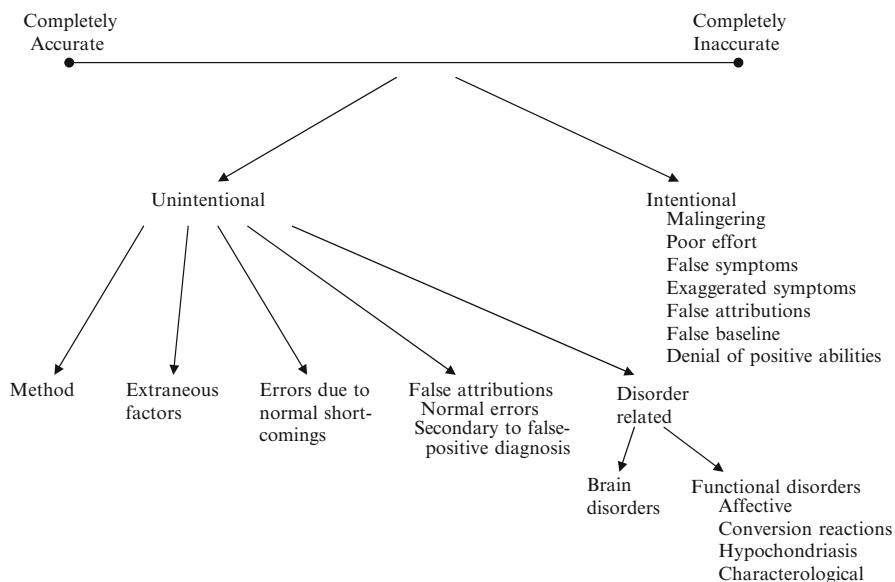 Completely
Accurate
Completely
Inaccurate
Unintentional
Intentional
Malingering
Poor effort
False symptoms
Exaggerated symptoms
False attributions
False baseline
Denial of positive abilities
Method
Extraneous
factors
Errors due to
normal short-
comings
False attributions
Normal errors
Secondary to false-
positive diagnosis
Disorder
related
Brain
disorders
Functional disorders
Affective
Conversion reactions
Hypochondriasis
Characterological